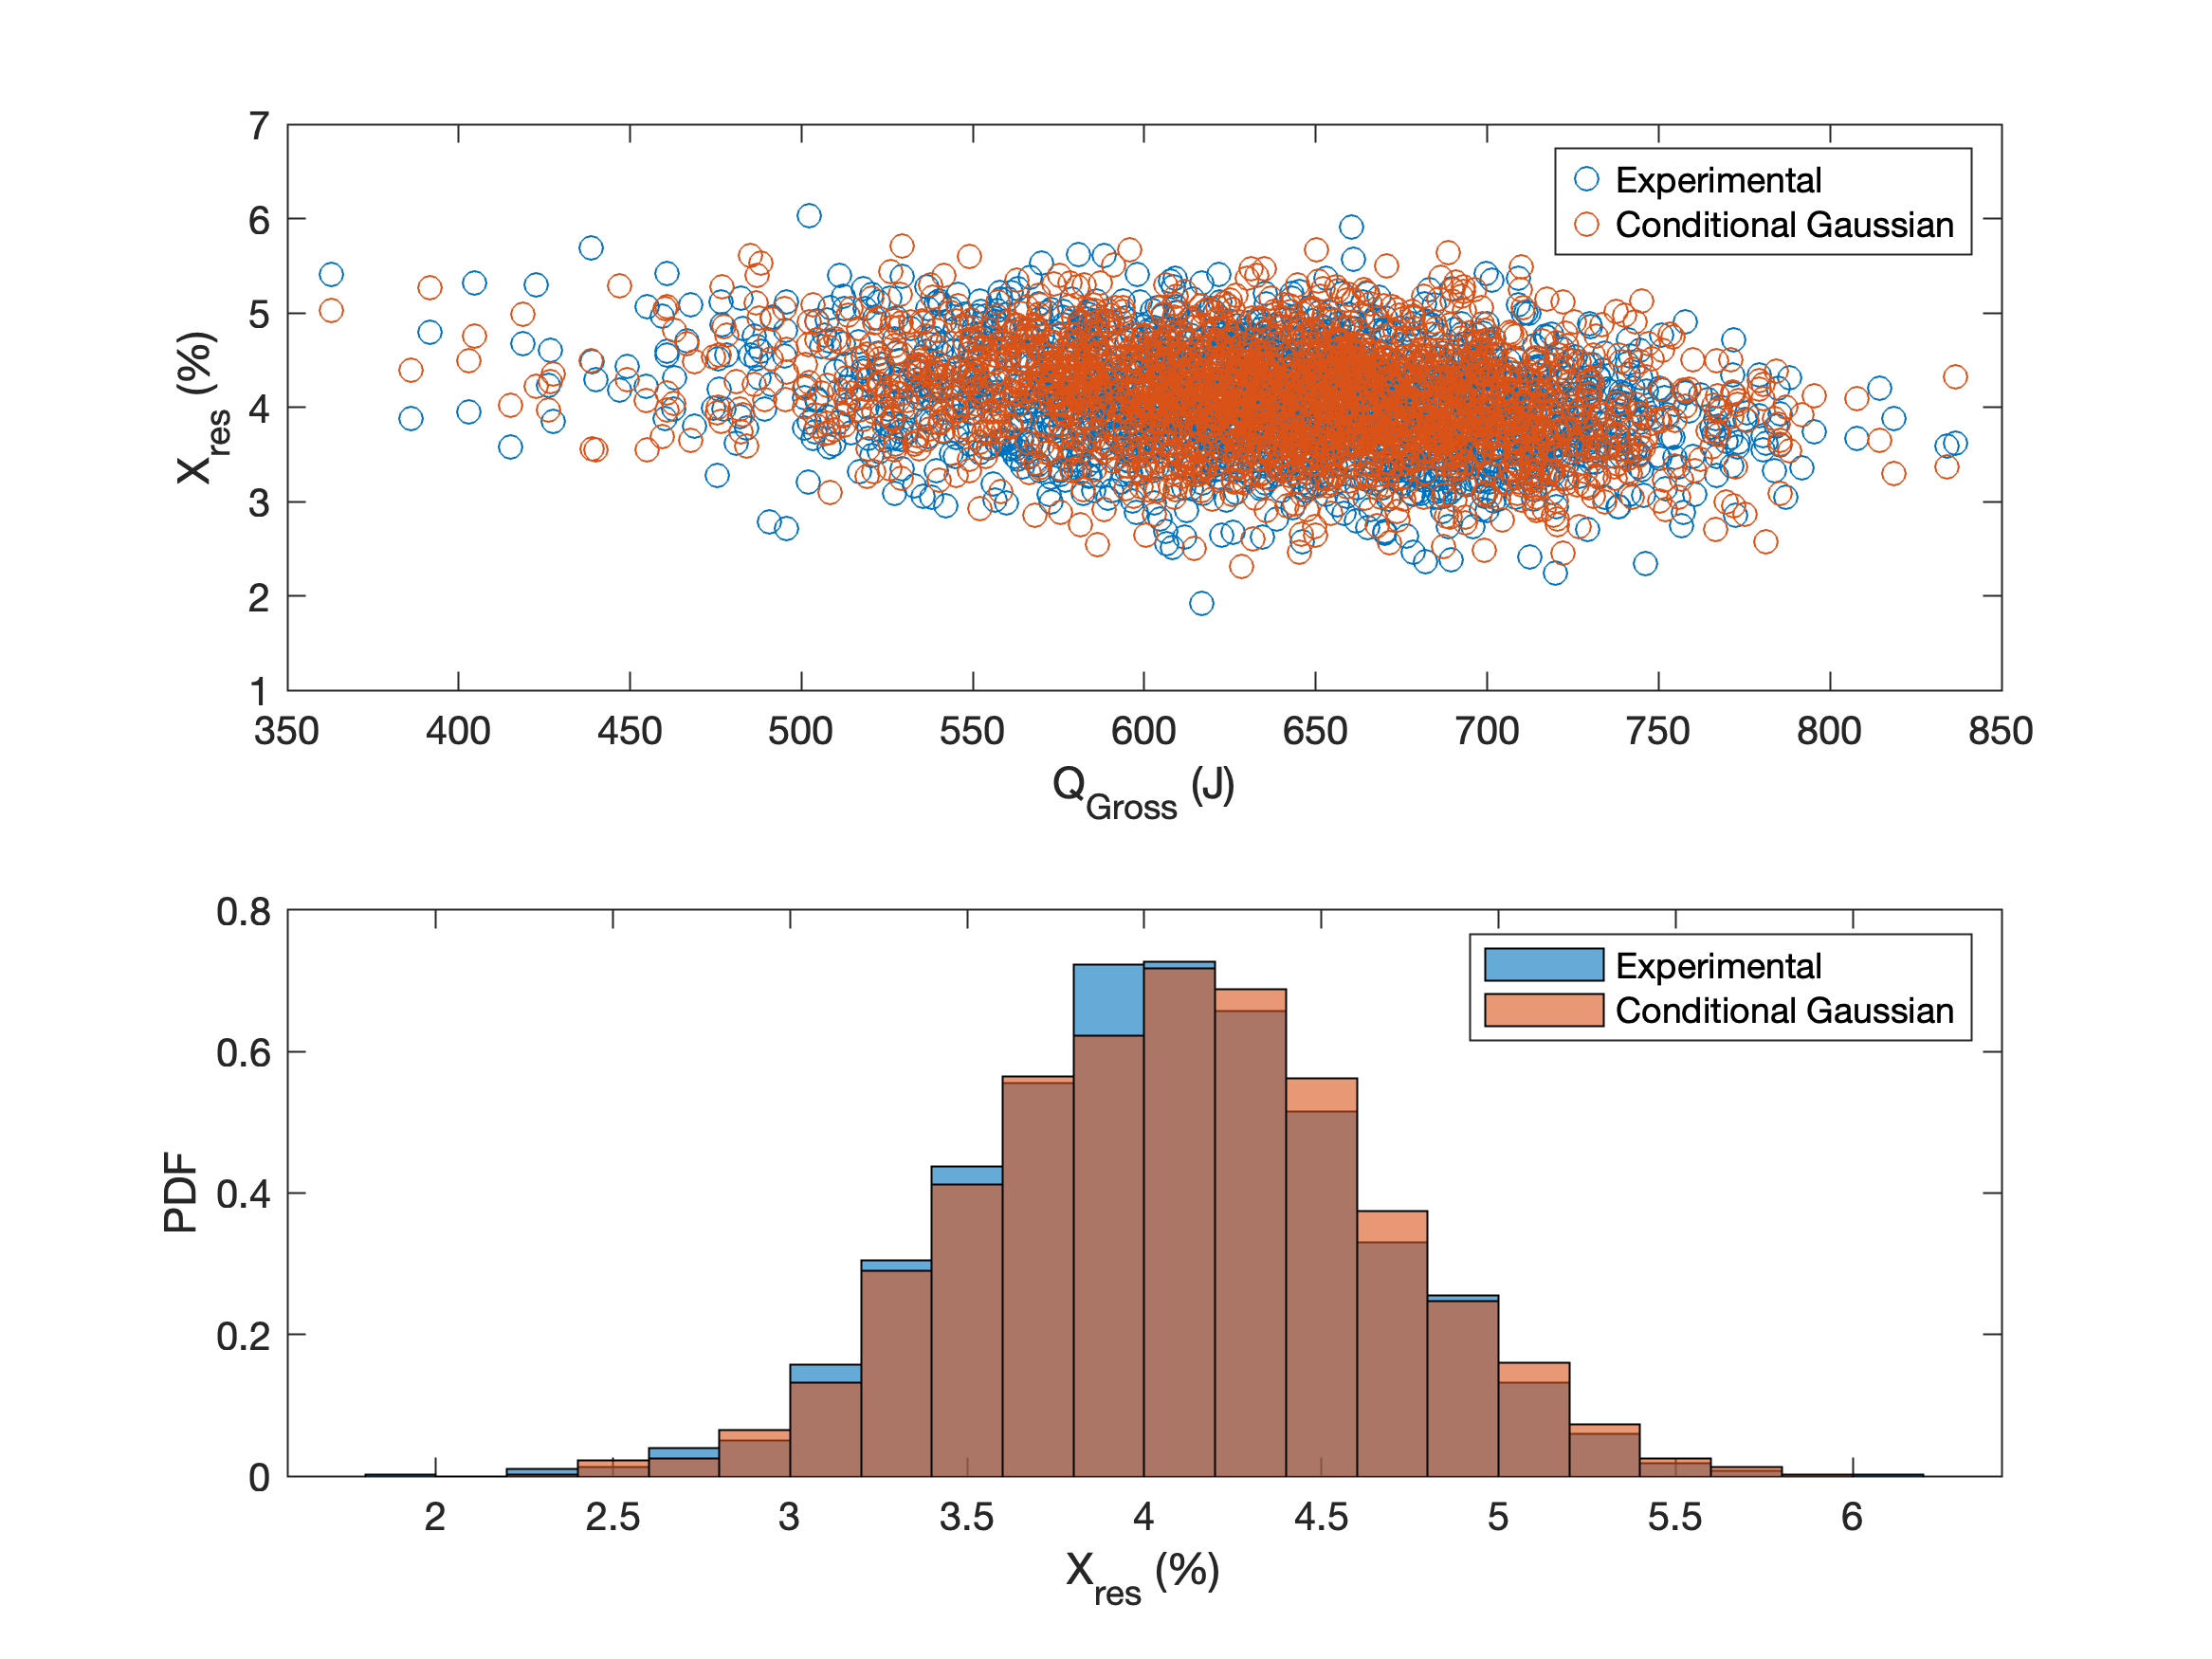 7
6
5
4
3
2
1
X_res (%)
Experimental
Conditional Gaussian
350 400 450 500 550 600 650 700 750 800 850
Q_Gross (J)
0.8
0.6
0.4
0.2
0
PDF
Experimental
Conditional Gaussian
2 2.5 3 3.5 4 4.5 5 5.5 6
X_res (%)